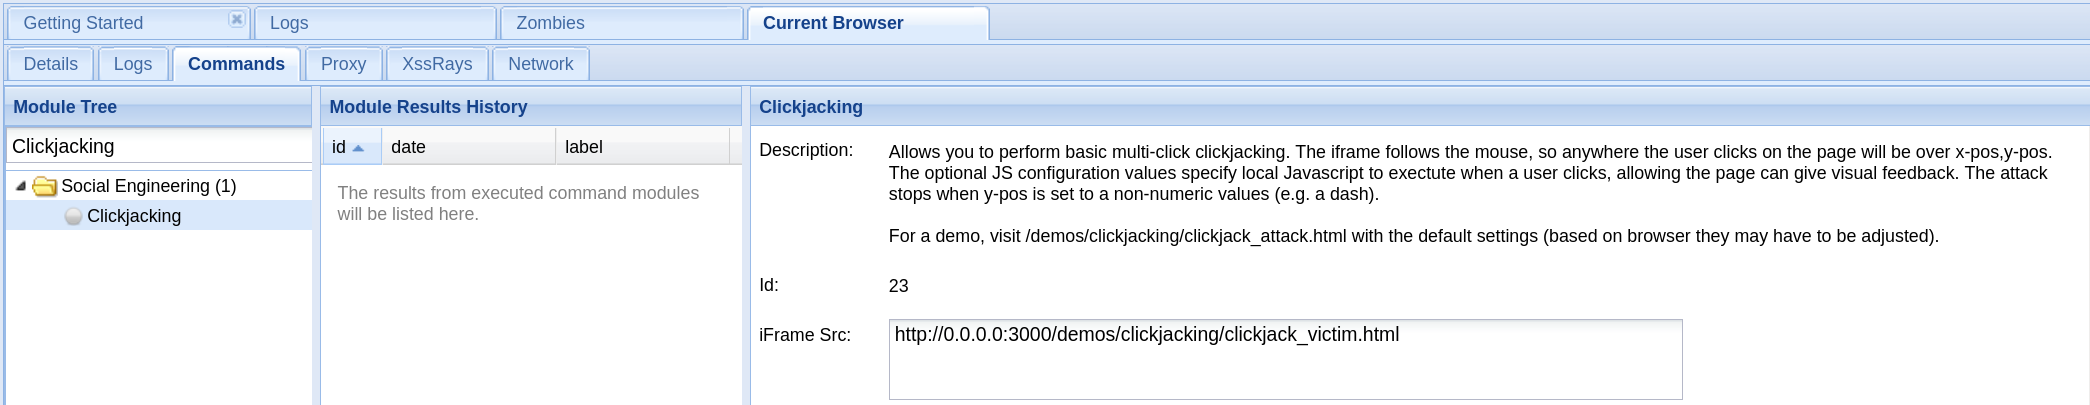 Getting Started
Logs
Zombies
Current Browser
Details
Logs
Commands
Proxy
XssRays
Network
Module Tree
Clickjacking
Social Engineering (1)
Clickjacking
Module Results History
id
date
label
The results from executed command modules
will be listed here.
Clickjacking
Description:
Allows you to perform basic multi-click clickjacking. The iframe follows the mouse, so anywhere the user clicks on the page will be over x-pos,y-pos.
The optional JS configuration values specify local Javascript to exectute when a user clicks, allowing the page can give visual feedback. The attack
stops when y-pos is set to a non-numeric values (e.g. a dash).
For a demo, visit /demos/clickjacking/clickjack_attack.html with the default settings (based on browser they may have to be adjusted).
Id:
23
iFrame Src:
http://0.0.0.0:3000/demos/clickjacking/clickjack_victim.html